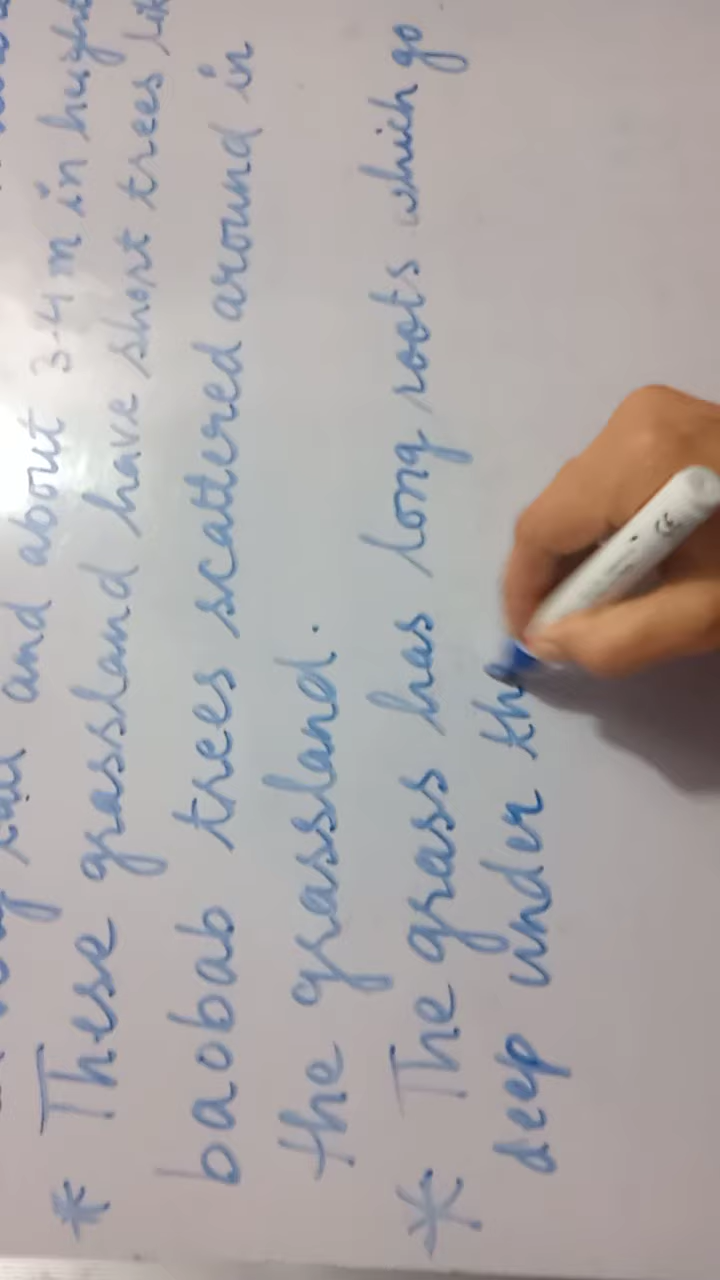 and about 3-4 m in height
* These grassland have short trees
baobab trees scattered around in
the grassland.
* The grass has long roots which go
deep under th
CE